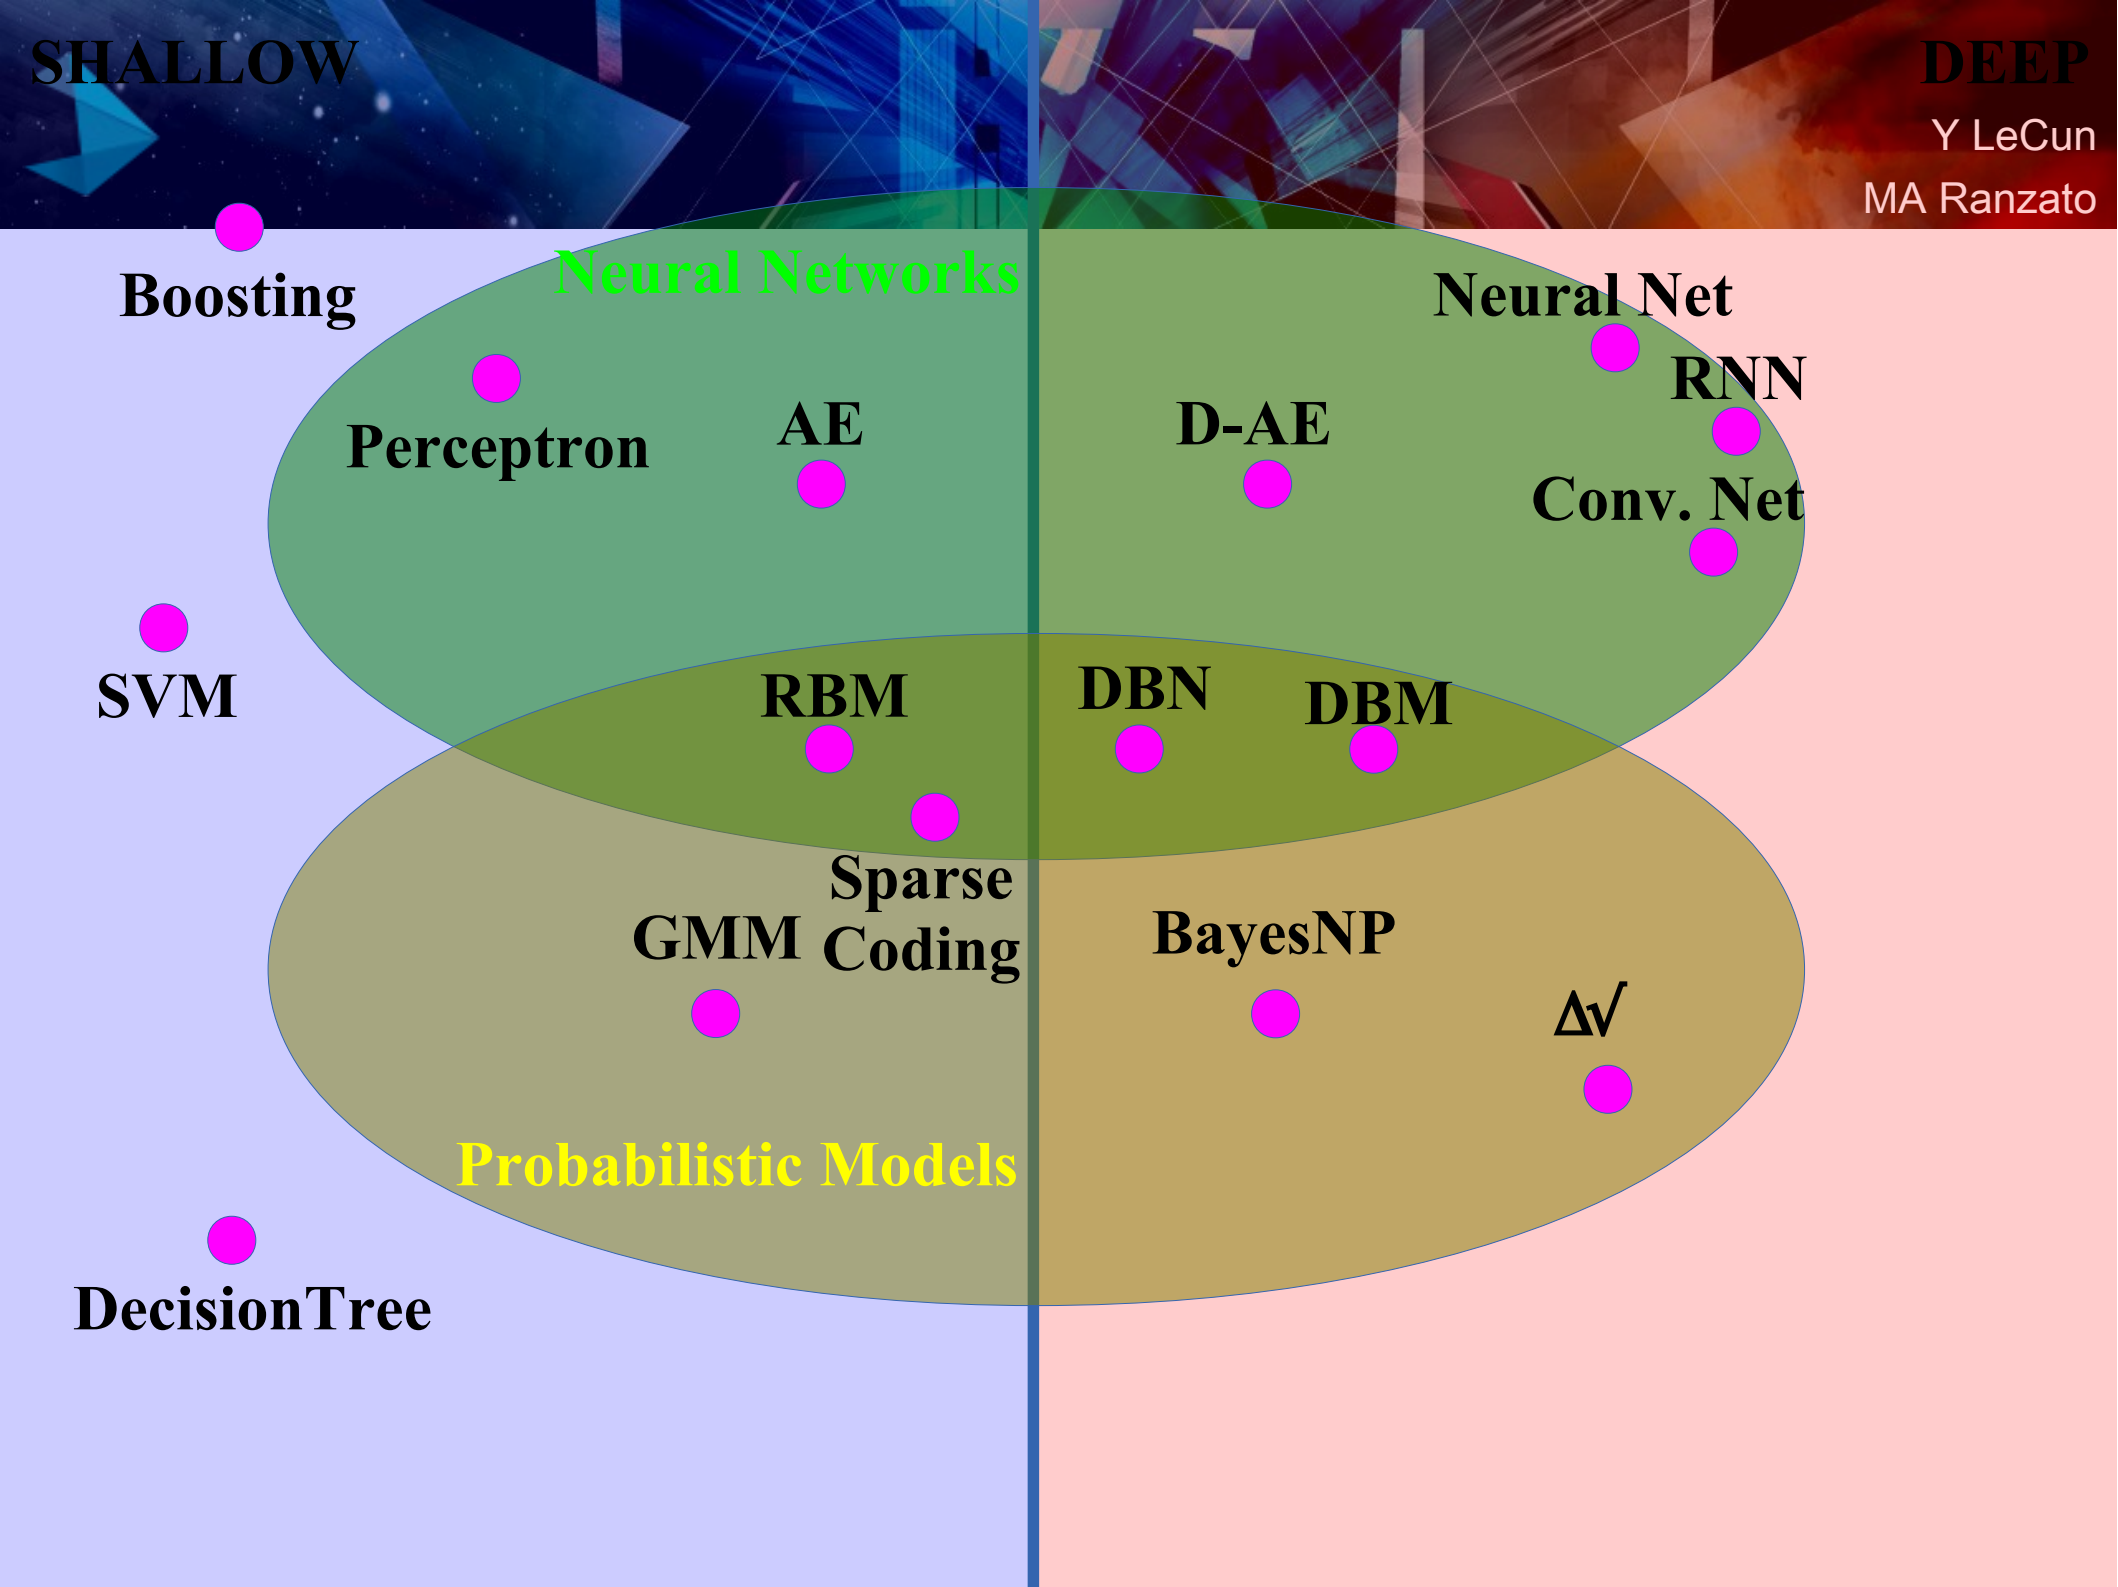 SHALLOW
DEEP
Y LeCun
MA Ranzato
Boosting
Neural Networks
Neural Net
RNN
Perceptron
AE
D-AE
Conv. Net
SVM
RBM
DBN
DBM
Sparse
Coding
GMM
BayesNP
Δ√
Probabilistic Models
DecisionTree